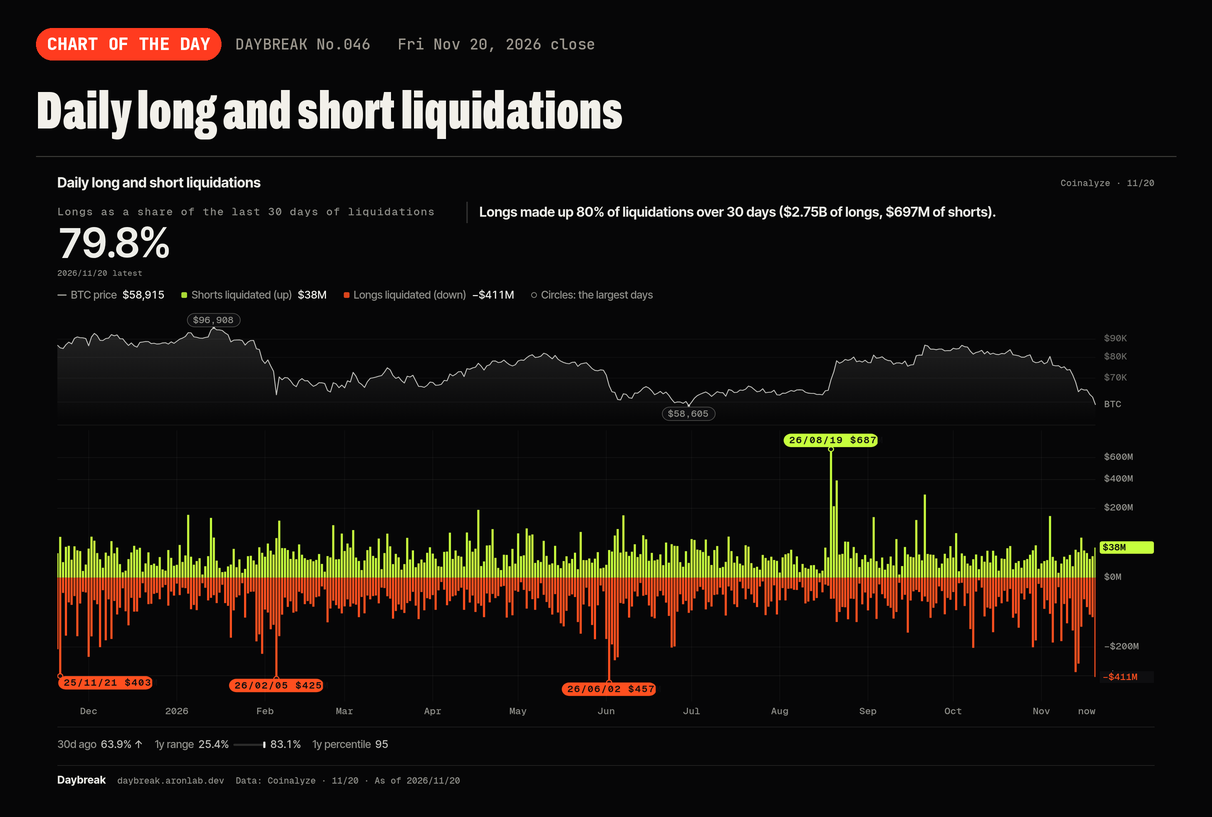 CHART OF THE DAY DAYBREAK No.046 Fri Nov 20, 2026 close
Daily long and short liquidations
Daily long and short liquidations Coinalyze · 11/20
Longs as a share of the last 30 days of liquidations
Longs made up 80% of liquidations over 30 days ($2.75B of longs, $697M of shorts).
79.8%
2026/11/20 latest
BTC price $58,915 Shorts liquidated (up) $38M Longs liquidated (down) −$411M Circles: the largest days
$96,908
$90K
$80K
$70K
BTC
$58,605
26/08/19 $687
$600M
$400M
$200M
$38M
$0M
−$200M
−$411M
25/11/21 $403
26/02/05 $425
26/06/02 $457
Dec 2026 Feb Mar Apr May Jun Jul Aug Sep Oct Nov now
30d ago 63.9% ↑ 1y range 25.4% 83.1% 1y percentile 95
Daybreak daybreak.aronlab.dev Data: Coinalyze · 11/20 · As of 2026/11/20